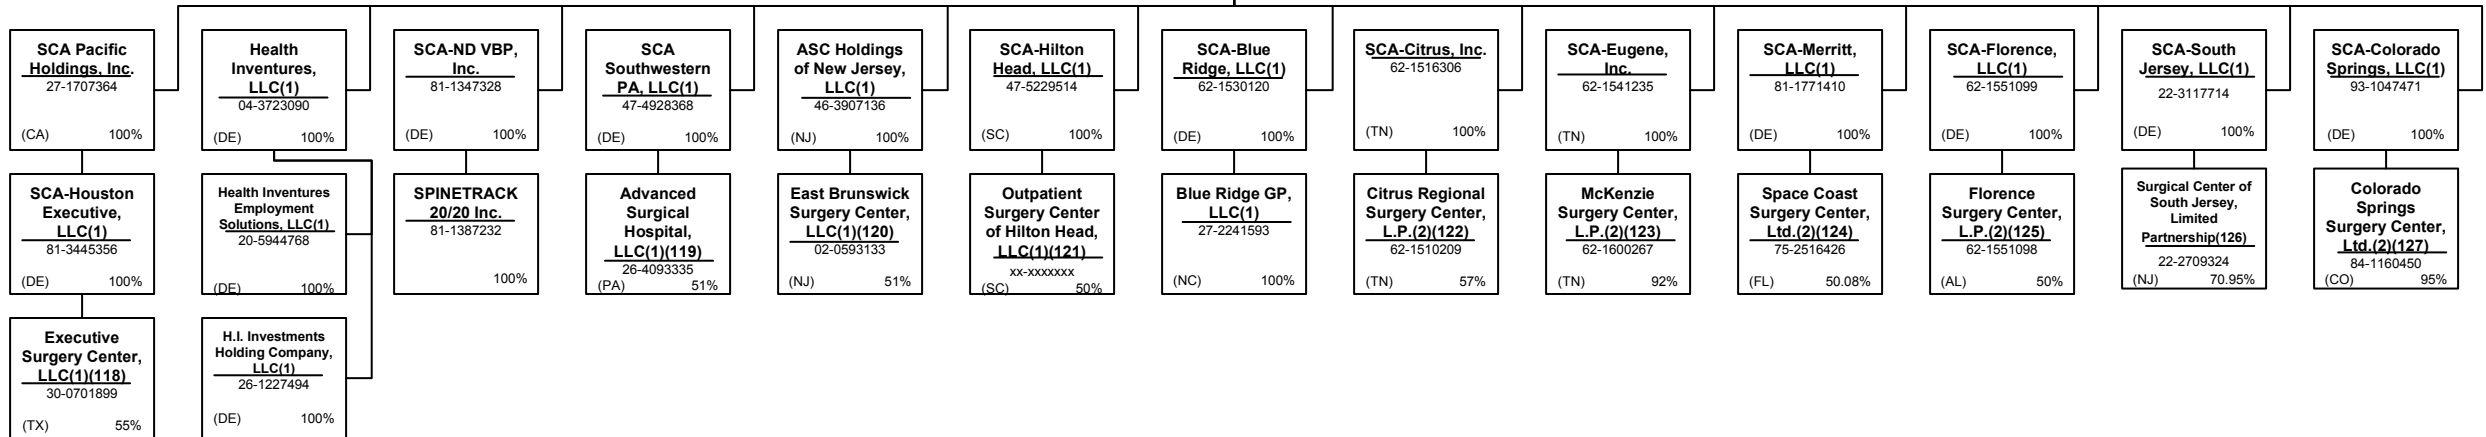 SCA Pacific
Holdings, Inc.
27-1707364
(CA) 100%
Health
Inventures,
LLC(1)
04-3723090
(DE) 100%
SCA-ND VBP,
Inc.
81-1347328
(DE) 100%
SCA
Southwestern
PA, LLC(1)
47-4928368
(DE) 100%
ASC Holdings
of New Jersey,
LLC(1)
46-3907136
(NJ) 100%
SCA-Hilton
Head, LLC(1)
47-5229514
(SC) 100%
SCA-Blue
Ridge, LLC(1)
62-1530120
(DE) 100%
SCA-Citrus, Inc.
62-1516306
(TN) 100%
SCA-Eugene,
Inc.
62-1541235
(TN) 100%
SCA-Merritt,
LLC(1)
81-1771410
(DE) 100%
SCA-Florence,
LLC(1)
62-1551099
(DE) 100%
SCA-South
Jersey, LLC(1)
22-3117714
(DE) 100%
SCA-Colorado
Springs, LLC(1)
93-1047471
(DE) 100%
SCA-Houston
Executive,
LLC(1)
81-3445356
(DE) 100%
Health Inventures
Employment
Solutions, LLC(1)
20-5944768
(DE) 100%
SPINETRACK
20/20 Inc.
81-1387232
100%
Advanced
Surgical
Hospital,
LLC(1)(119)
26-4093335
(PA) 51%
East Brunswick
Surgery Center,
LLC(1)(120)
02-0593133
(NJ) 51%
Outpatient
Surgery Center
of Hilton Head,
LLC(1)(121)
xx-xxxxxxx
(SC) 50%
Blue Ridge GP,
LLC(1)
27-2241593
(NC) 100%
Citrus Regional
Surgery Center,
L.P.(2)(122)
62-1510209
(TN) 57%
McKenzie
Surgery Center,
L.P.(2)(123)
62-1600267
(TN) 92%
Space Coast
Surgery Center,
Ltd.(2)(124)
75-2516426
(FL) 50.08%
Florence
Surgery Center,
L.P.(2)(125)
62-1551098
(AL) 50%
Surgical Center of
South Jersey,
Limited
Partnership(126)
22-2709324
(NJ) 70.95%
Colorado
Springs
Surgery Center,
Ltd.(2)(127)
84-1160450
(CO) 95%
Executive
Surgery Center,
LLC(1)(118)
30-0701899
(TX) 55%
H.I. Investments
Holding Company,
LLC(1)
26-1227494
(DE) 100%